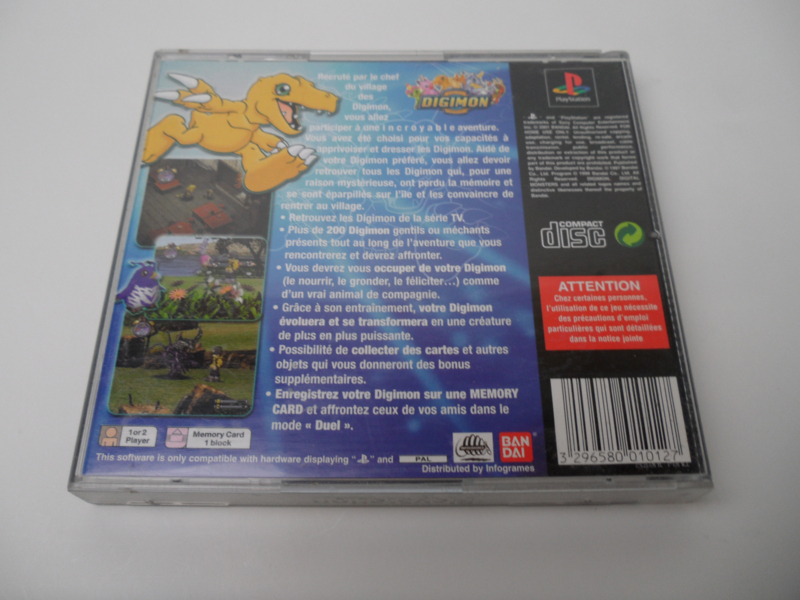 Recruté par le chef
du village
des
Digimon,
vous allez
participer à une incroyable aventure.
Vous avez été choisi pour vos capacités à
apprivoiser et dresser les Digimon. Aidé de
votre Digimon préféré, vous allez devoir
retrouver tous les Digimon qui, pour une
raison mystérieuse, ont perdu la mémoire et
se sont éparpillés sur l'île et les convaincre de
rentrer au village.
• Retrouvez les Digimon de la série TV.
• Plus de 200 Digimon gentils ou méchants
présents tout au long de l'aventure que vous
rencontrerez et devrez affronter.
• Vous devrez vous occuper de votre Digimon
(le nourrir, le gronder, le féliciter...) comme
d'un vrai animal de compagnie.
• Grâce à son entraînement, votre Digimon
évoluera et se transformera en une créature
de plus en plus puissante.
• Possibilité de collecter des cartes et autres
objets qui vous donneront des bonus
supplémentaires.
• Enregistrez votre Digimon sur une MEMORY
CARD et affrontez ceux de vos amis dans le
mode « Duel ».
DIGIMON
1 or 2
Player
Memory Card
1 block
This software is only compatible with hardware displaying " " and PAL
BAN
DAI
Distributed by Infogrames
PlayStation
COMPACT
disc
ATTENTION
Chez certaines personnes,
l'utilisation de ce jeu nécessite
des précautions d'emploi
particulières qui sont détaillées
dans la notice jointe
3 296580 010127